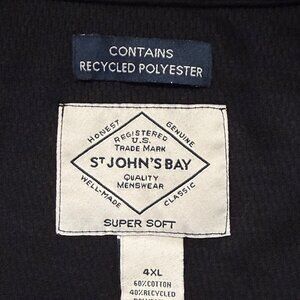 CONTAINS
RECYCLED POLYESTER
HONEST
GENUINE
REGISTERED
U.S.
TRADE MARK
ST JOHN'S BAY
QUALITY
MENSWEAR
WELL-MADE
CLASSIC
SUPER SOFT
4XL
60% COTTON
40% RECYCLED